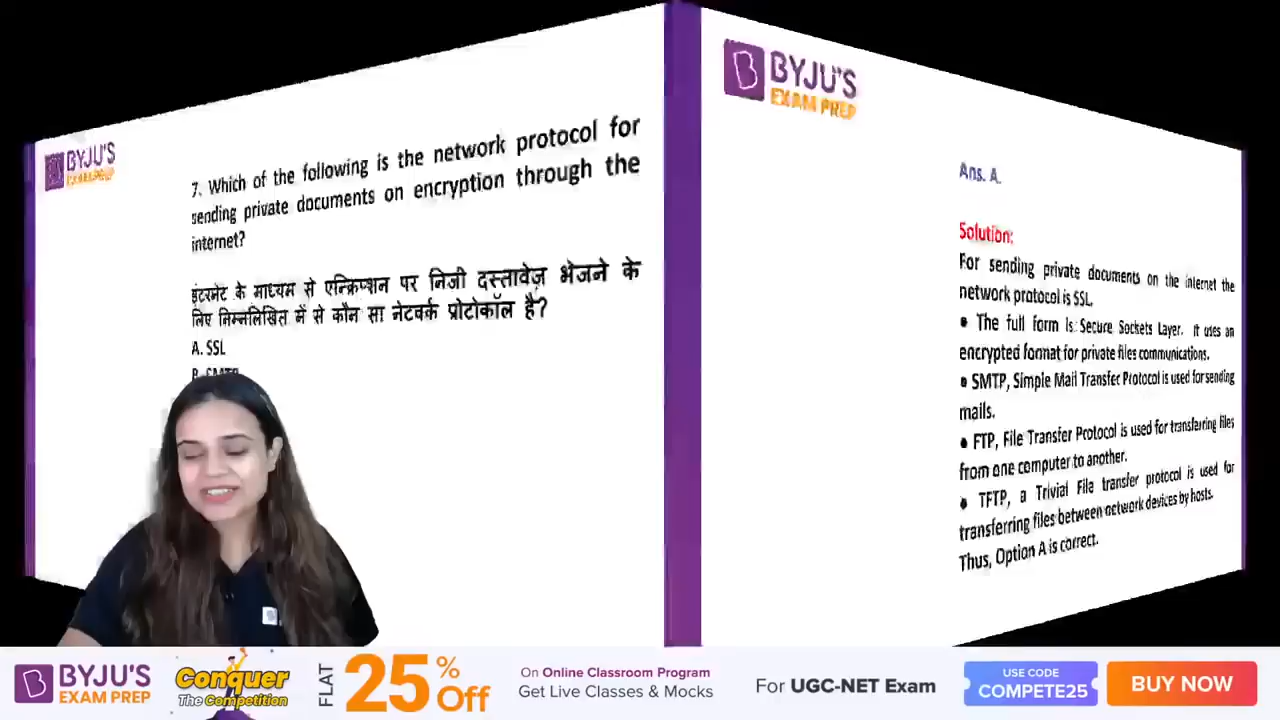 BYJU'S
EXAM PREP
7. Which of the following is the network protocol for
sending private documents on encryption through the
internet?
इंटरनेट के माध्यम से एन्क्रिप्शन पर निजी दस्तावेज़ भेजने के
लिए निम्नलिखित में से कौन सा नेटवर्क प्रोटोकॉल है?
A. SSL
B. SMTP
BYJU'S
EXAM PREP
Ans. A.
Solution:
For sending private documents on the internet the
network protocol is SSL.
• The full form is Secure Sockets Layer. It uses an
encrypted format for private files communications.
• SMTP, Simple Mail Transfer Protocol is used for sending
mails.
• FTP, File Transfer Protocol is used for transferring files
from one computer to another.
• TFTP, a Trivial File transfer protocol is used for
transferring files between network devices by hosts.
Thus, Option A is correct.
BYJU'S
EXAM PREP
Conquer
The Competition
FLAT
25% Off
On Online Classroom Program
Get Live Classes & Mocks
For UGC-NET Exam
USE CODE
COMPETE25
BUY NOW